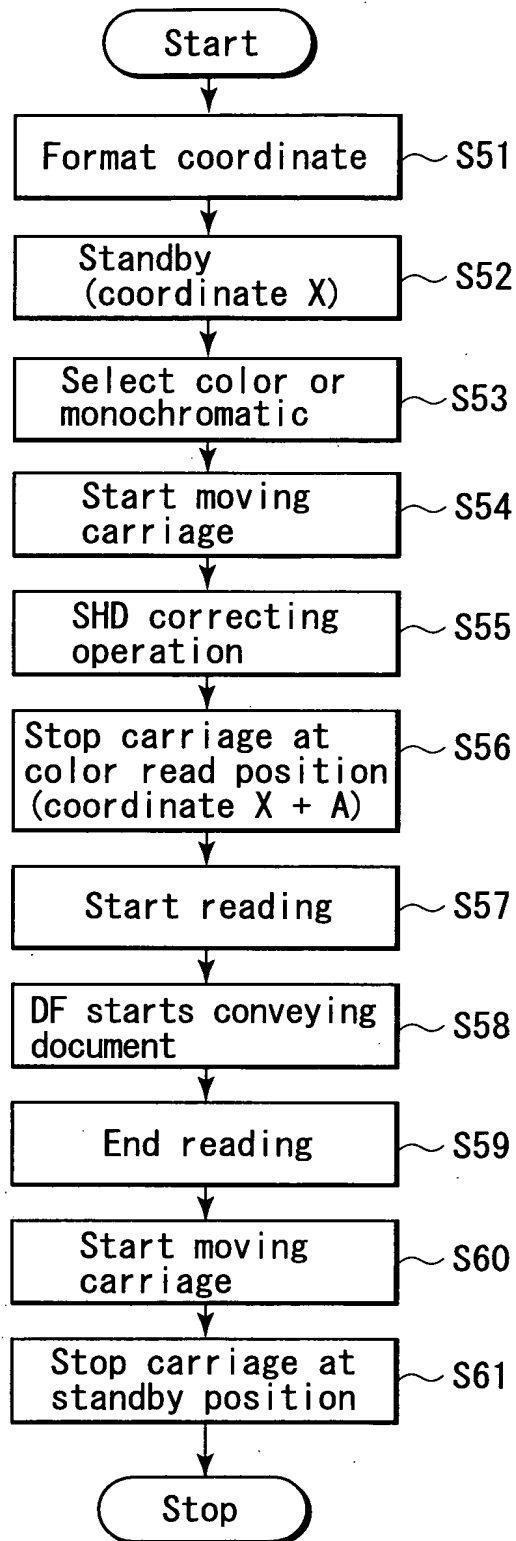 Start
Format coordinate
S51
Standby
(coordinate X)
S52
Select color or
monochromatic
S53
Start moving
carriage
S54
SHD correcting
operation
S55
Stop carriage at
color read position
(coordinate X + A)
S56
Start reading
S57
DF starts conveying
document
S58
End reading
S59
Start moving
carriage
S60
Stop carriage at
standby position
S61
Stop